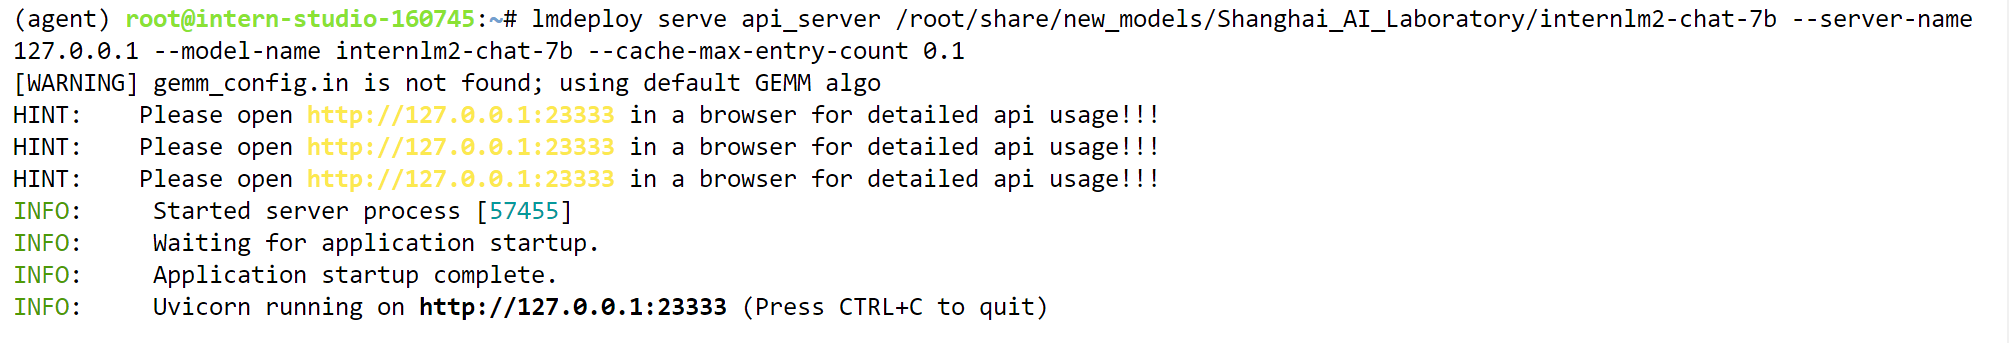 (agent) root@intern-studio-160745:~# lmdeploy serve api_server /root/share/new_models/Shanghai_AI_Laboratory/internlm2-chat-7b --server-name
127.0.0.1 --model-name internlm2-chat-7b --cache-max-entry-count 0.1
[WARNING] gemm_config.in is not found; using default GEMM algo
HINT:    Please open http://127.0.0.1:23333 in a browser for detailed api usage!!!
HINT:    Please open http://127.0.0.1:23333 in a browser for detailed api usage!!!
HINT:    Please open http://127.0.0.1:23333 in a browser for detailed api usage!!!
INFO:     Started server process [57455]
INFO:     Waiting for application startup.
INFO:     Application startup complete.
INFO:     Uvicorn running on http://127.0.0.1:23333 (Press CTRL+C to quit)